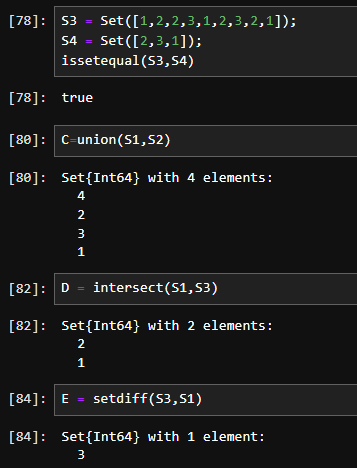 [78]: S3 = Set([1,2,2,3,1,2,3,2,1]);
S4 = Set([2,3,1]);
issetequal(S3,S4)
[78]: true
[80]: C=union(S1,S2)
[80]: Set{Int64} with 4 elements:
4
2
3
1
[82]: D = intersect(S1,S3)
[82]: Set{Int64} with 2 elements:
2
1
[84]: E = setdiff(S3,S1)
[84]: Set{Int64} with 1 element:
3